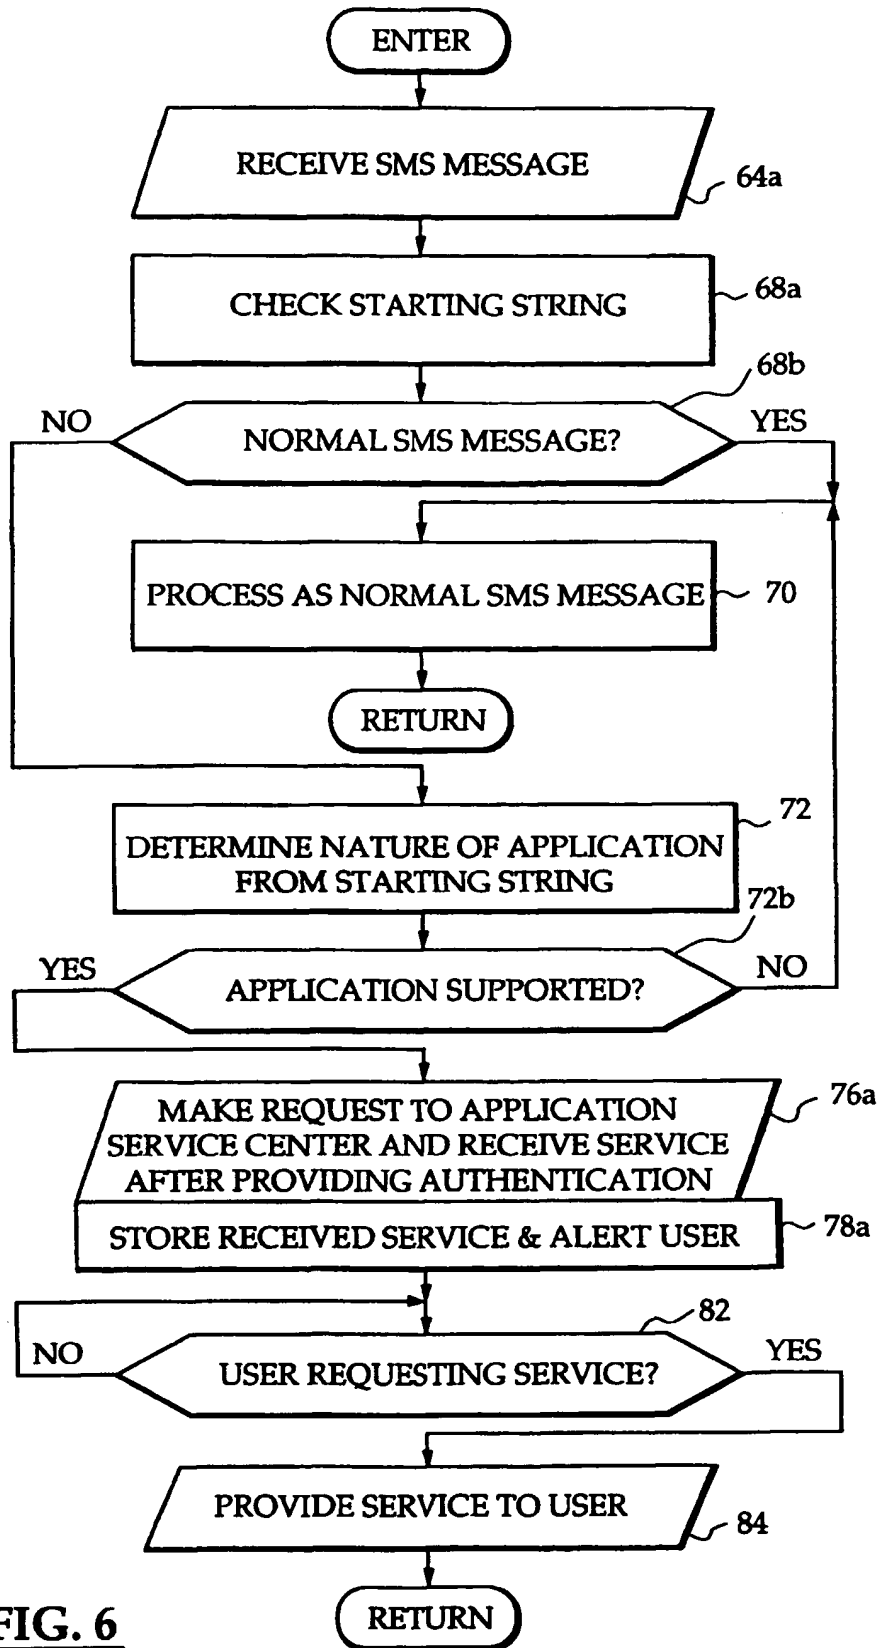 ENTER
RECEIVE SMS MESSAGE
64a
CHECK STARTING STRING
68a
68b
NO
NORMAL SMS MESSAGE?
YES
PROCESS AS NORMAL SMS MESSAGE
70
RETURN
72
DETERMINE NATURE OF APPLICATION
FROM STARTING STRING
72b
YES
APPLICATION SUPPORTED?
NO
MAKE REQUEST TO APPLICATION
SERVICE CENTER AND RECEIVE SERVICE
AFTER PROVIDING AUTHENTICATION
76a
STORE RECEIVED SERVICE & ALERT USER
78a
82
NO
USER REQUESTING SERVICE?
YES
PROVIDE SERVICE TO USER
84
RETURN
FIG. 6